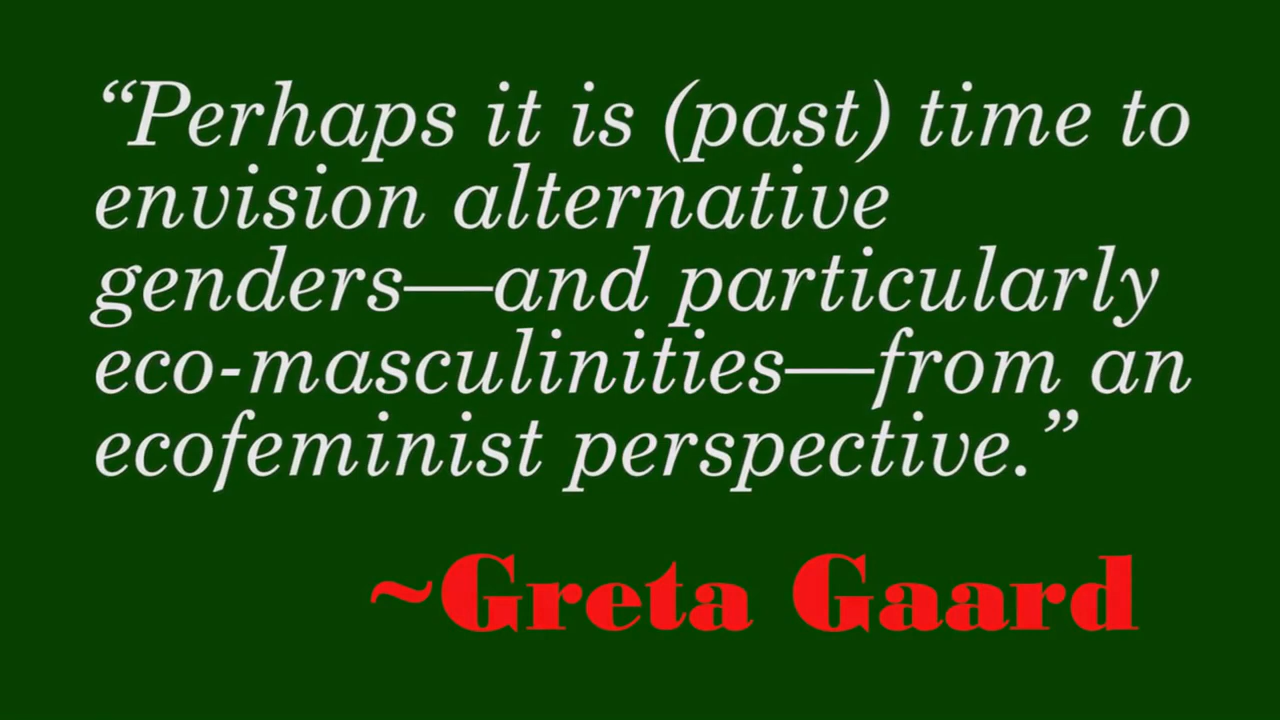 “Perhaps it is (past) time to
envision alternative
genders—and particularly
eco-masculinities—from an
ecofeminist perspective.”
~Greta Gaard